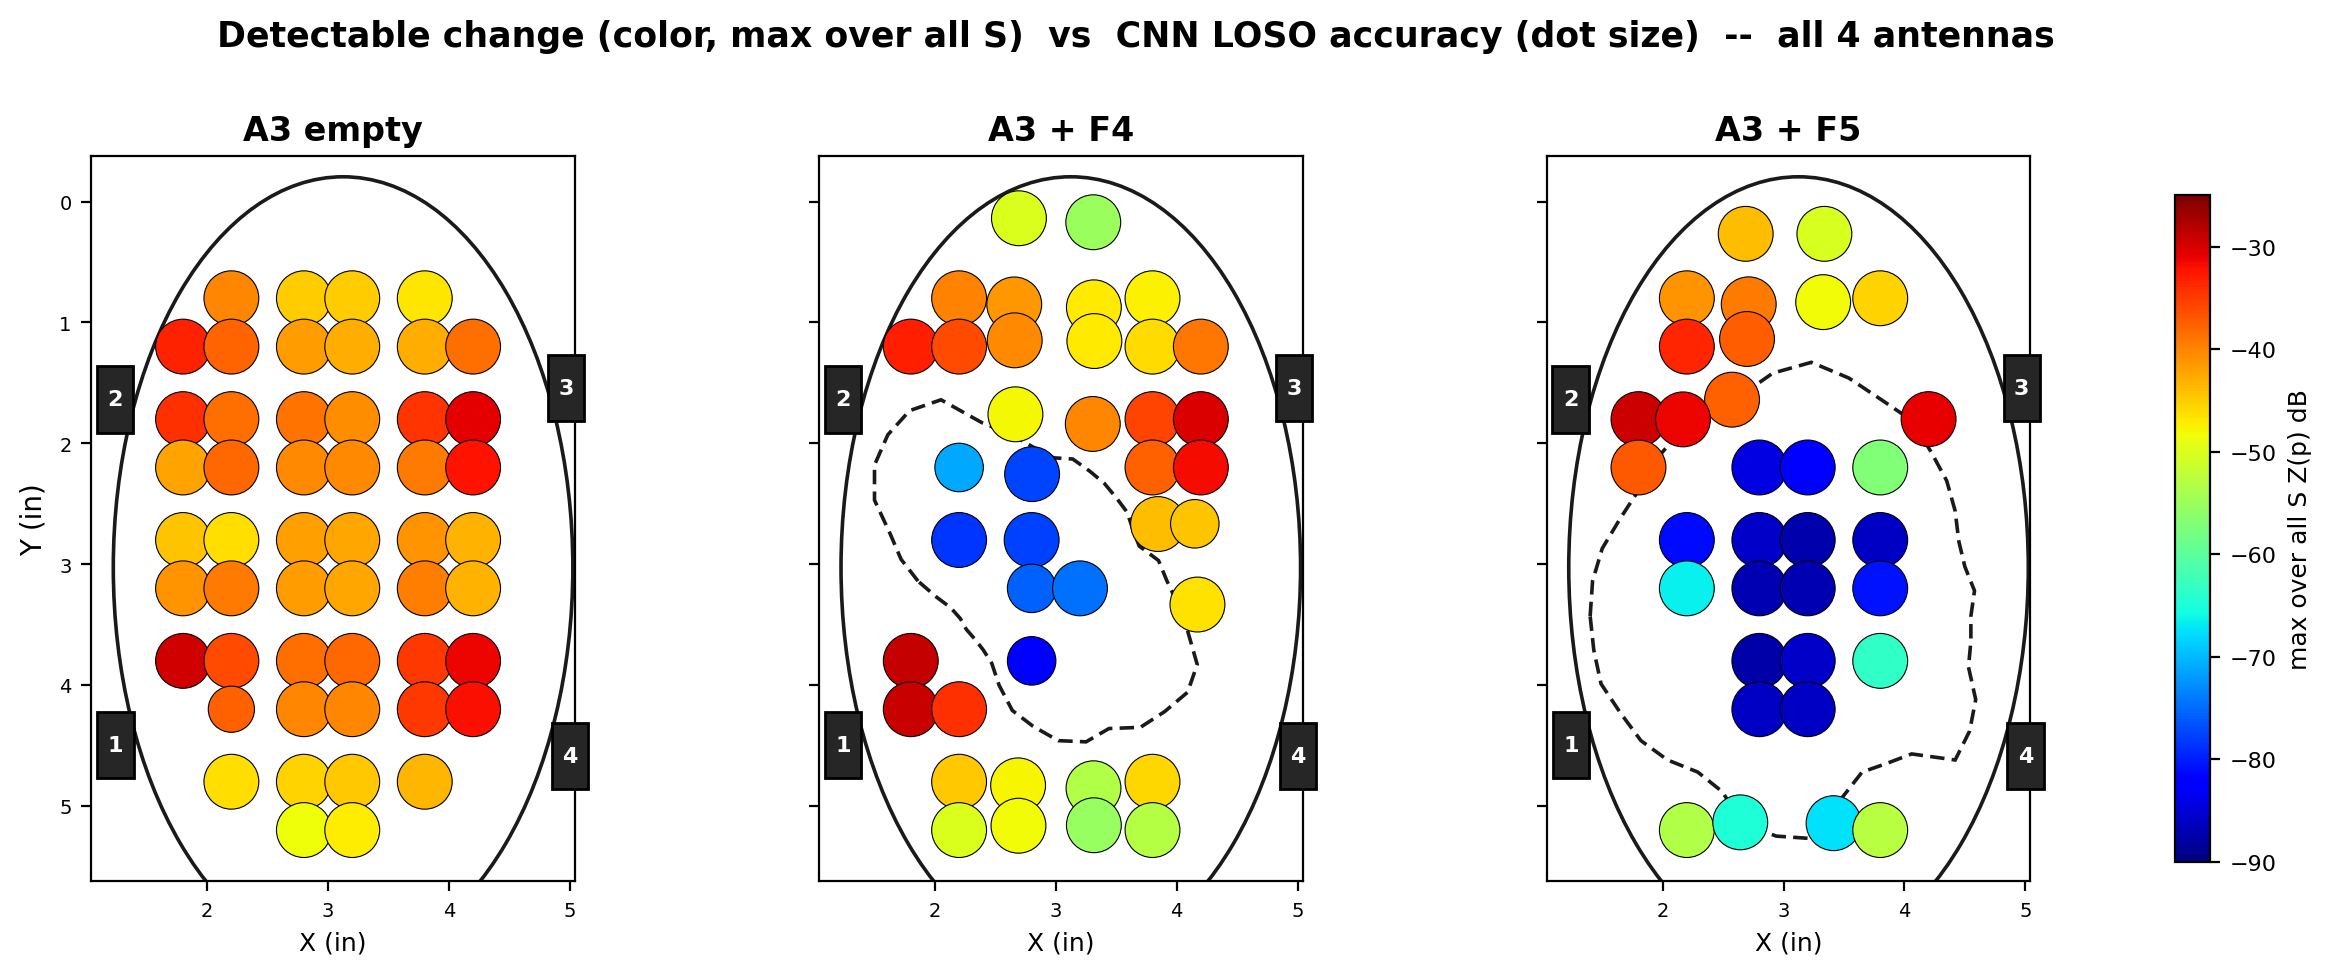 Detectable change (color, max over all S)  vs  CNN LOSO accuracy (dot size)  --  all 4 antennas
A3 empty
A3 + F4
A3 + F5
0
1
2
3
4
5
Y (in)
2
3
1
4
2
3
1
4
2
3
1
4
2 3 4 5
2 3 4 5
2 3 4 5
X (in)
X (in)
X (in)
−30
−40
−50
−60
−70
−80
−90
max over all S Z(p) dB